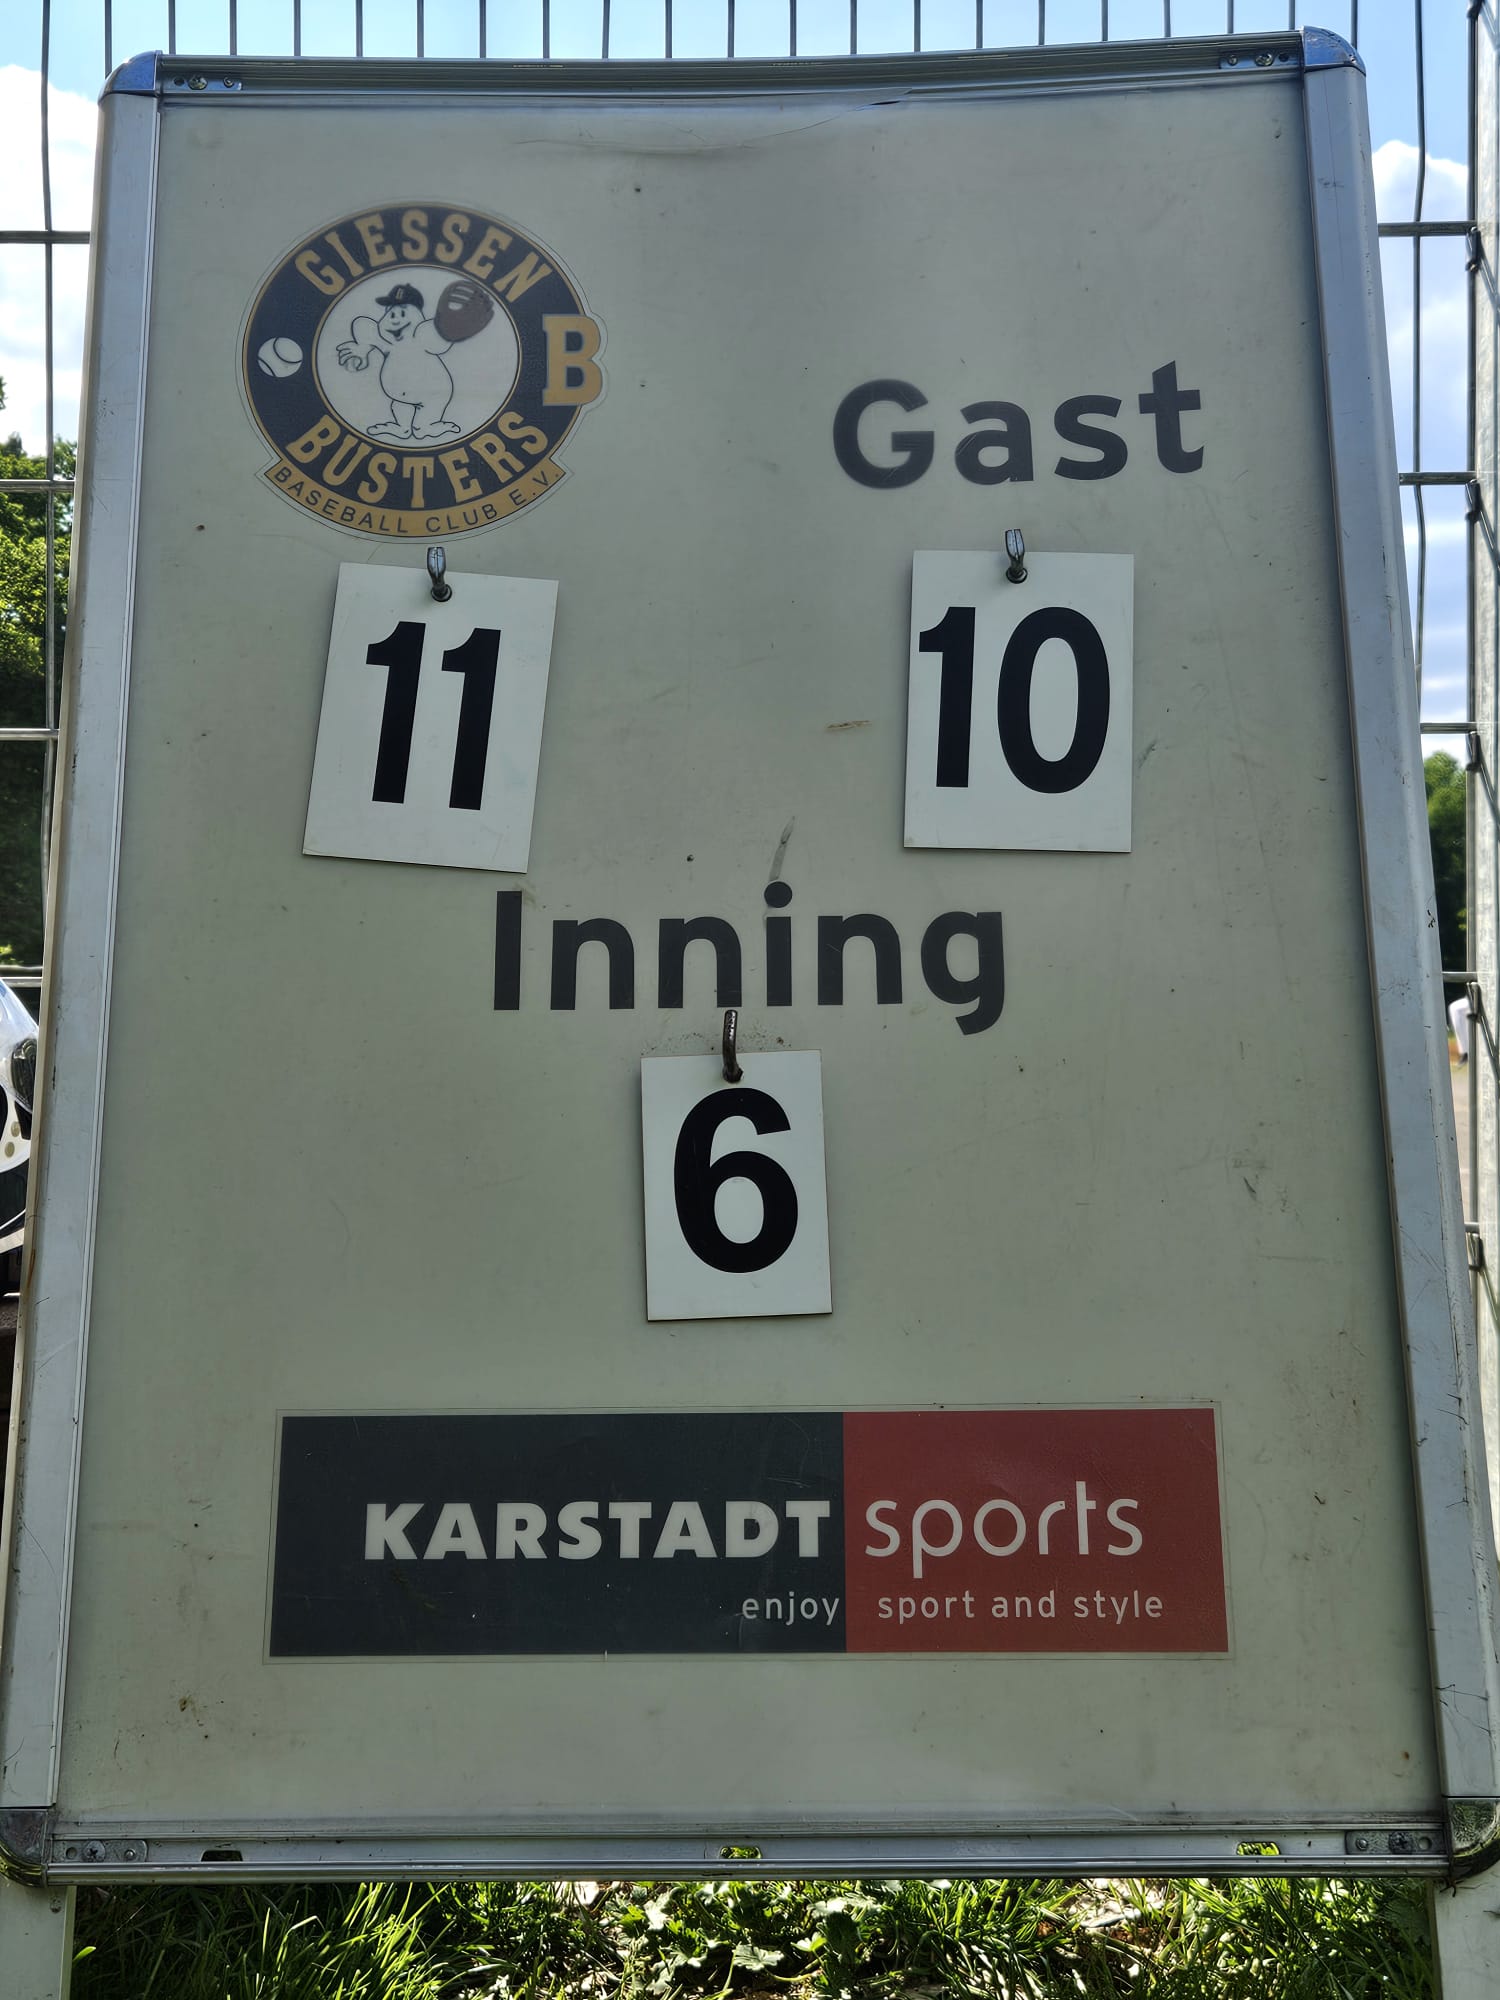 GIESSEN
B
BUSTERS
BASEBALL CLUB E.V.
Gast
11
10
Inning
6
KARSTADT sports
enjoy sport and style